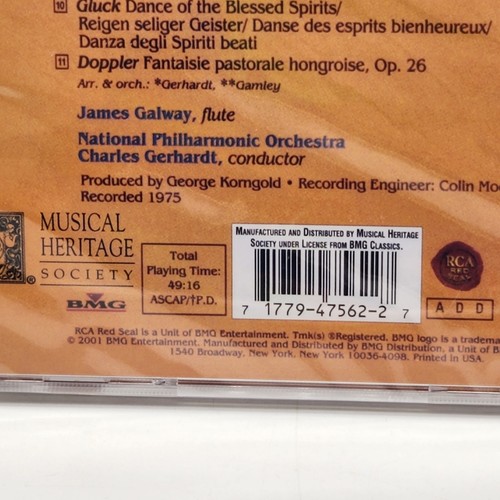 10 Gluck Dance of the Blessed Spirits/
Reigen seliger Geister/ Danse des esprits bienheureux/
Danza degli Spiriti beati
11 Doppler Fantaisie pastorale hongroise, Op. 26
Arr. & orch.: *Gerhardt, **Gamley
James Galway, flute
National Philharmonic Orchestra
Charles Gerhardt, conductor
Produced by George Korngold • Recording Engineer: Colin Moo
Recorded 1975
MUSICAL
HERITAGE
SOCIETY
®
BMG
Total
Playing Time:
49:16
ASCAP/†P.D.
MANUFACTURED AND DISTRIBUTED BY MUSICAL HERITAGE
SOCIETY UNDER LICENSE FROM BMG CLASSICS.
7 1779-47562-2 7
RCA
RED
SEAL
A D D
RCA Red Seal is a Unit of BMG Entertainment. Tmk(s) ®Registered. BMG logo is a tradema
© 2001 BMG Entertainment. Manufactured and Distributed by BMG Distribution, a Unit of B
1540 Broadway, New York, New York 10036-4098. Printed in USA.